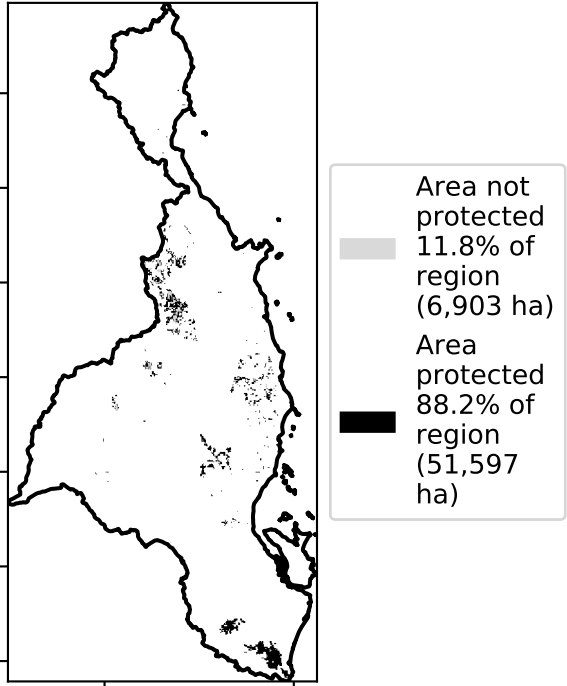 Area not
protected
11.8% of
region
(6,903 ha)
Area
protected
88.2% of
region
(51,597
ha)